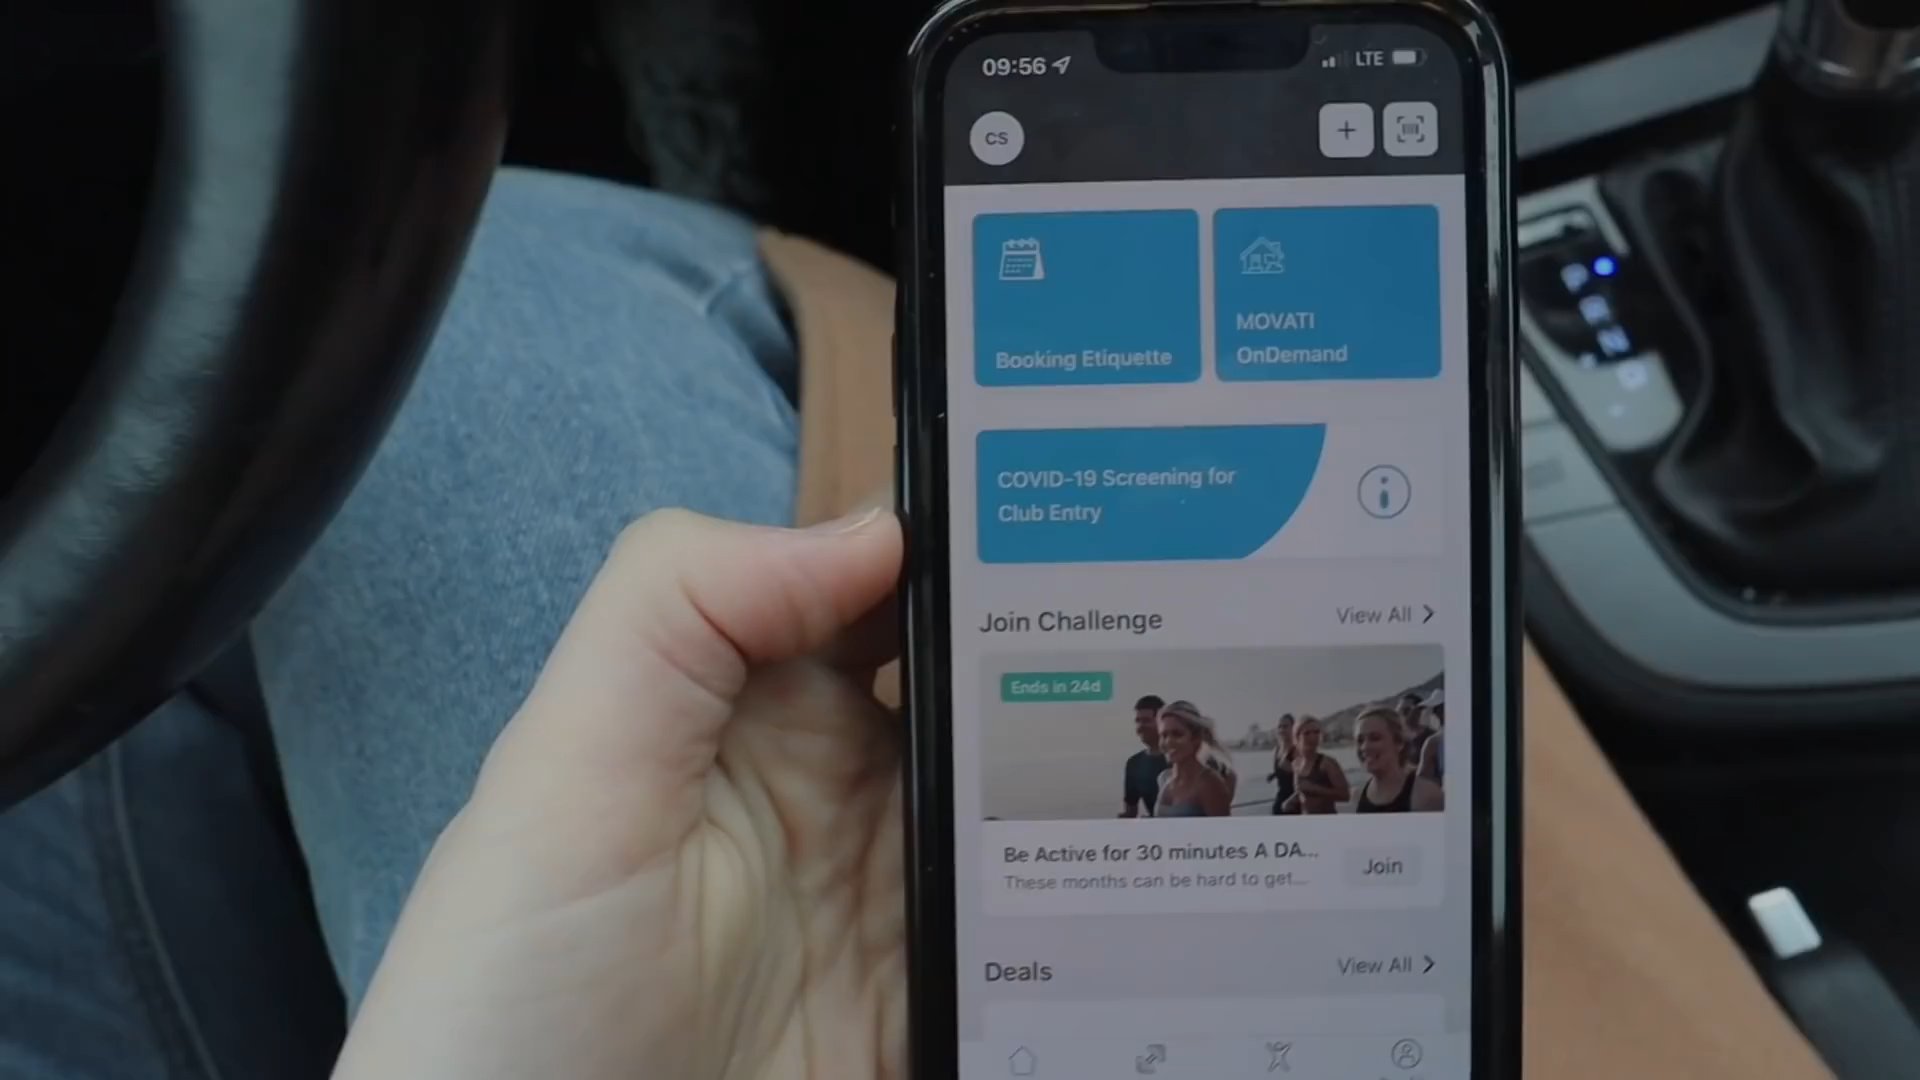 09:56
LTE
CS
Booking Etiquette
MOVATI
OnDemand
COVID-19 Screening for
Club Entry
Join Challenge
View All
Ends in 24d
Be Active for 30 minutes A DA...
These months can be hard to get...
Join
Deals
View All
P
R
N
D